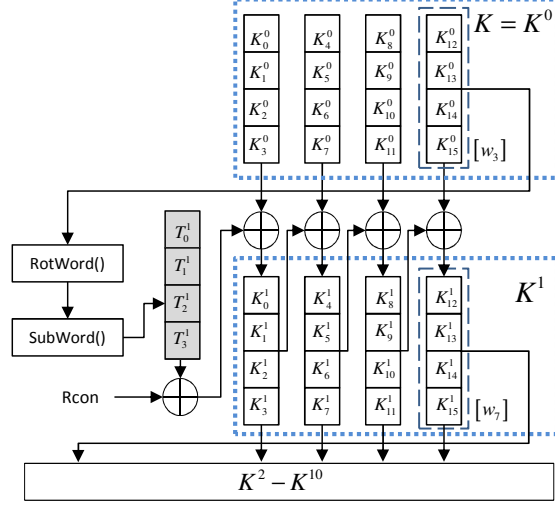 K = K^0
K_0^0 K_4^0 K_8^0 K_12^0
K_1^0 K_5^0 K_9^0 K_13^0
K_2^0 K_6^0 K_10^0 K_14^0
K_3^0 K_7^0 K_11^0 K_15^0
[w_3]
RotWord()
SubWord()
T_0^1
T_1^1
T_2^1
T_3^1
Rcon
K^1
K_0^1 K_4^1 K_8^1 K_12^1
K_1^1 K_5^1 K_9^1 K_13^1
K_2^1 K_6^1 K_10^1 K_14^1
K_3^1 K_7^1 K_11^1 K_15^1
[w_7]
K^2 − K^10